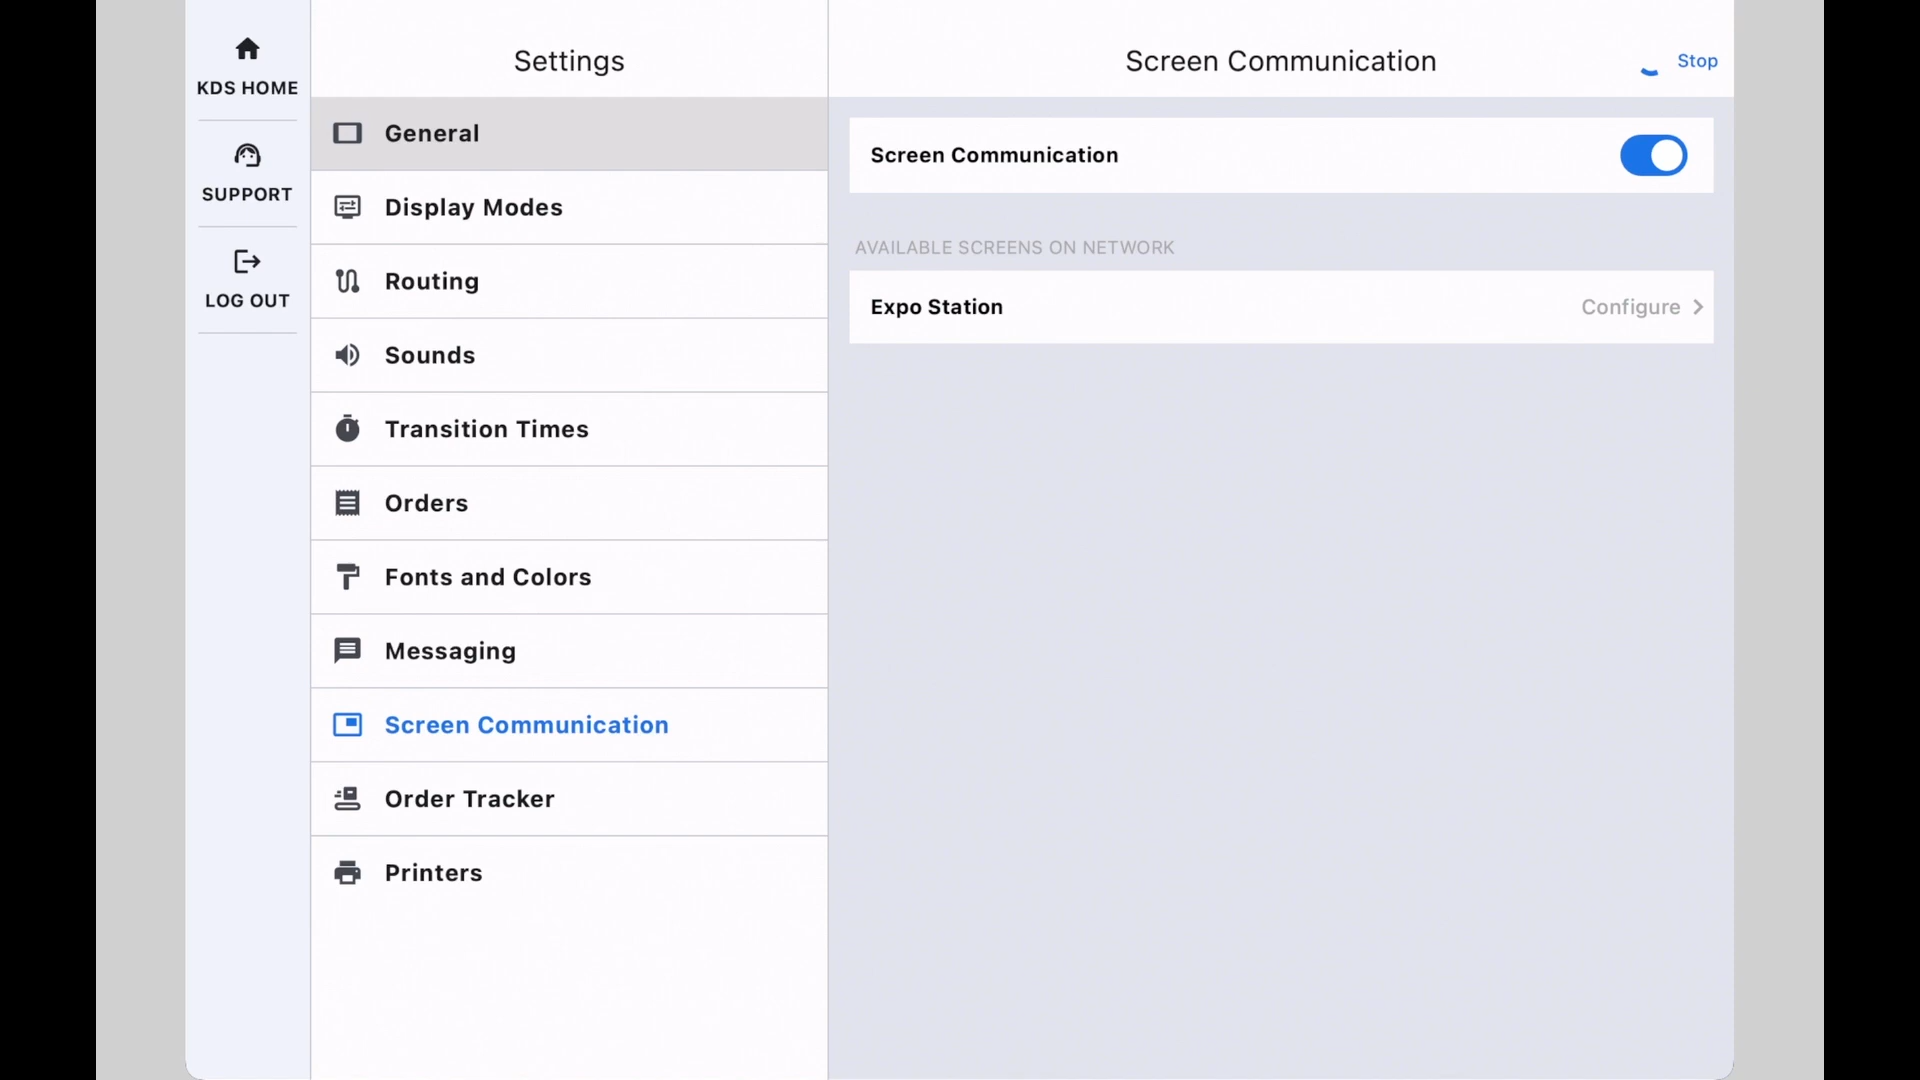 KDS HOME
SUPPORT
LOG OUT
Settings
General
Display Modes
Routing
Sounds
Transition Times
Orders
Fonts and Colors
Messaging
Screen Communication
Order Tracker
Printers
Screen Communication
Stop
Screen Communication
AVAILABLE SCREENS ON NETWORK
Expo Station
Configure